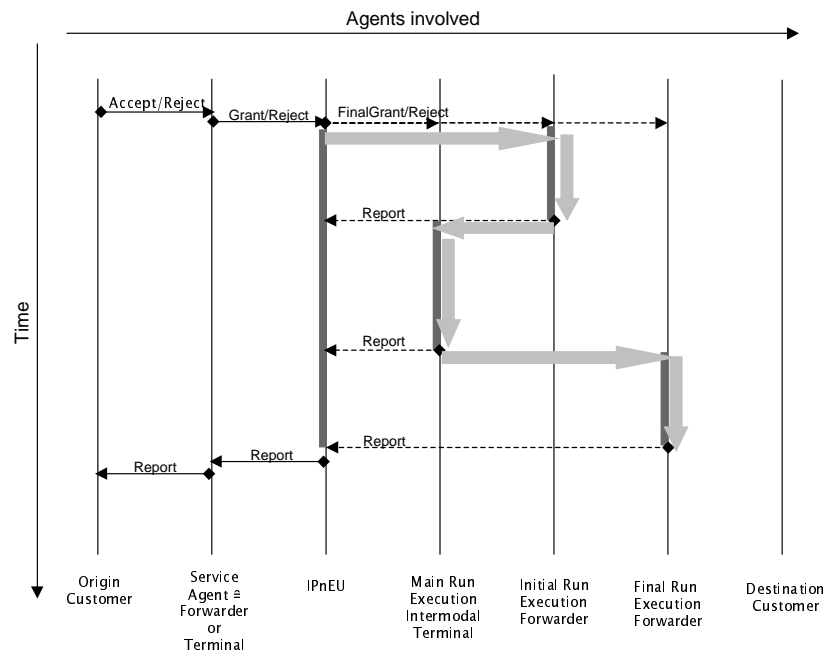 Agents involved
Accept/Reject
Grant/Reject
FinalGrant/Reject
Report
Time
Report
Report
Report
Report
Origin
Customer
Service
Agent ≘
Forwarder
or
Terminal
IPnEU
Main Run
Execution
Intermodal
Terminal
Initial Run
Execution
Forwarder
Final Run
Execution
Forwarder
Destination
Customer